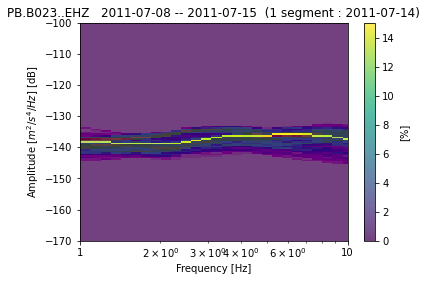 PB.B023..EHZ   2011-07-08 -- 2011-07-15  (1 segment : 2011-07-14)
−100
−110
−120
−130
−140
−150
−160
−170
Amplitude [m²/s⁴/Hz] [dB]
1
2 × 10⁰
3 × 10⁰
4 × 10⁰
6 × 10⁰
10
Frequency [Hz]
14
12
10
8
6
4
2
0
[%]